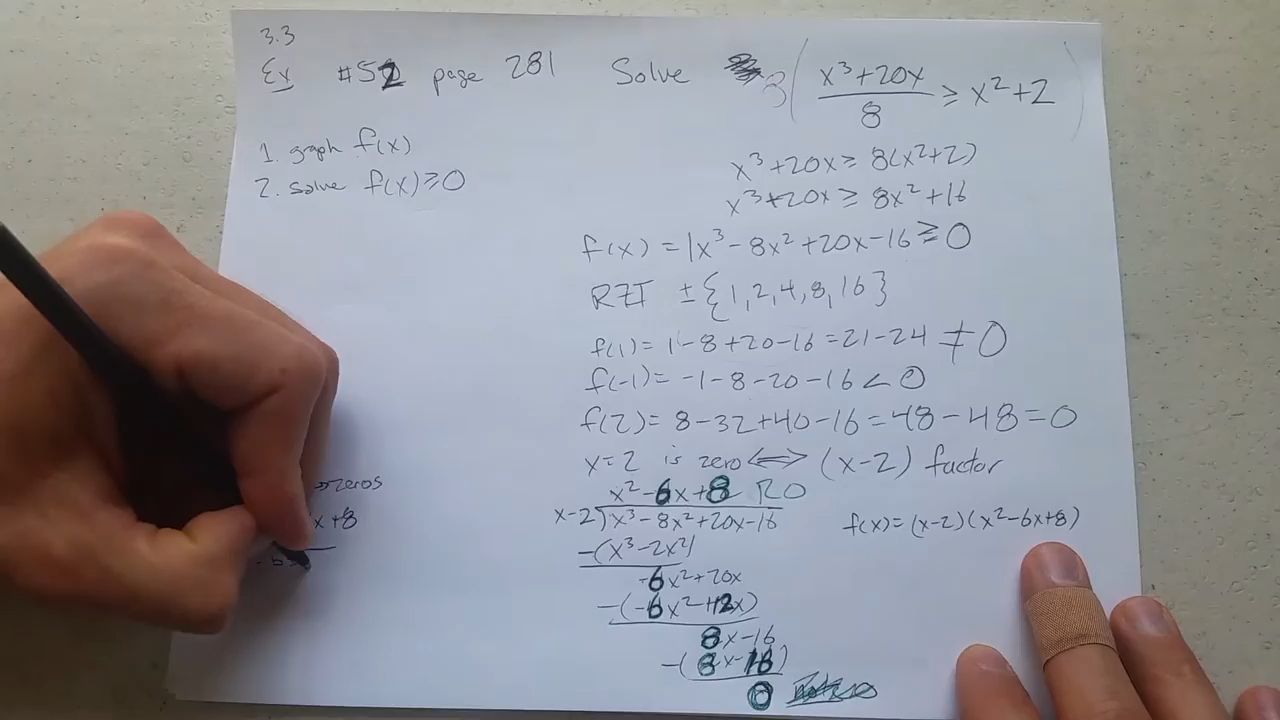 3.3
Ex #52 page 281 Solve 8( (x³+20x)/8 ≥ x²+2 )
1. graph f(x)
2. solve f(x)≥0
x³+20x ≥ 8(x²+2)
x³+20x ≥ 8x²+16
f(x) = 1x³-8x²+20x-16 ≥ 0
RZT ±{1,2,4,8,16}
f(1)= 1-8+20-16=21-24 ≠0
f(-1)= -1-8-20-16<0
f(2)= 8-32+40-16=48-48=0
x=2 is zero ⟺ (x-2) factor
x²-6x+8 R0
x-2)x³-8x²+20x-16
-(x³-2x²)
-6x²+20x
-(-6x²+12x)
8x-16
-(8x-16)
0
f(x)=(x-2)(x²-6x+8)
→zeros
x+8